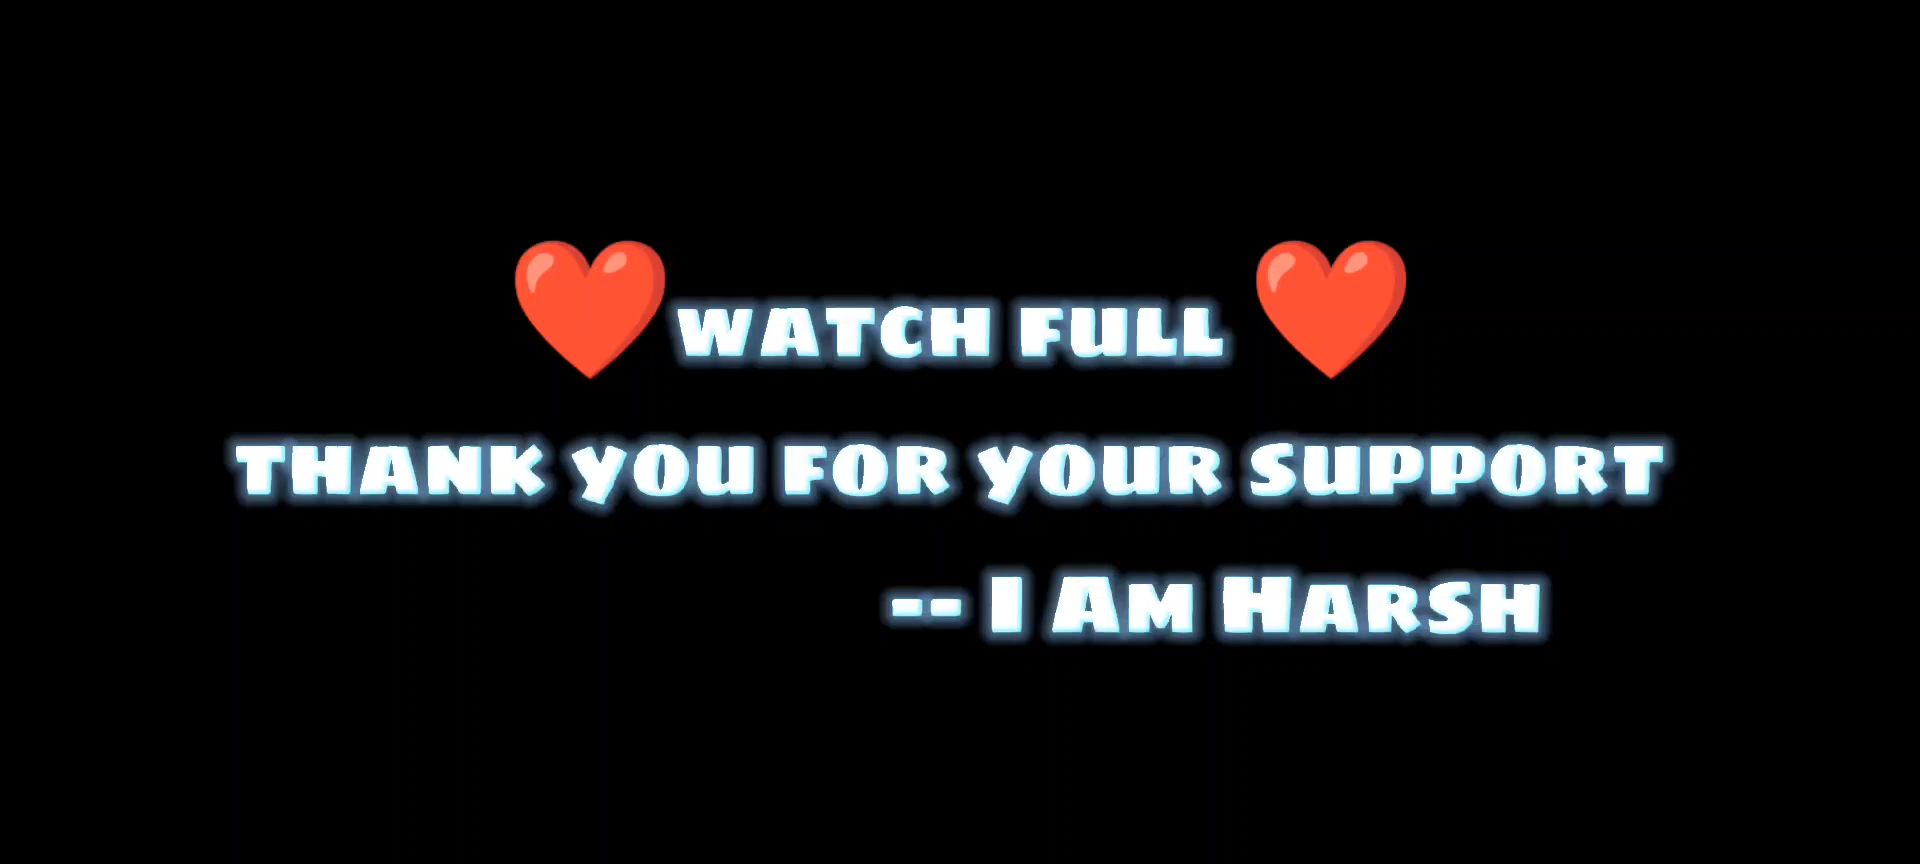 ❤️WATCH FULL ❤️
THANK YOU FOR YOUR SUPPORT
-- I AM HARSH